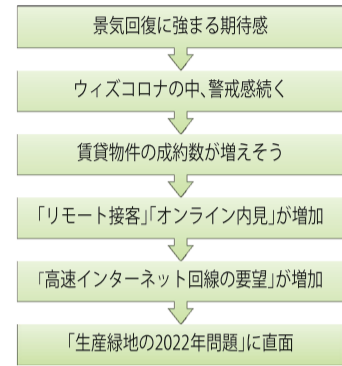 景気回復に強まる期待感
ウィズコロナの中、警戒感続く
賃貸物件の成約数が増えそう
「リモート接客」「オンライン内見」が増加
「高速インターネット回線の要望」が増加
「生産緑地の2022年問題」に直面